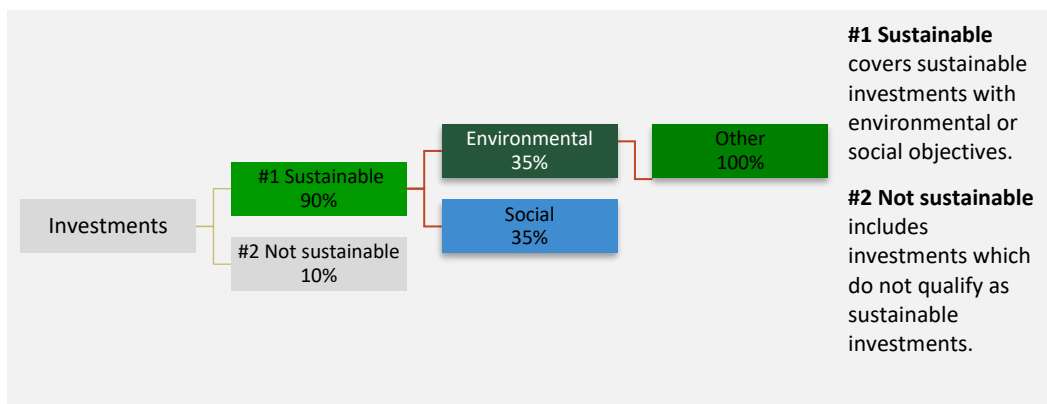 Investments
#1 Sustainable
90%
#2 Not sustainable
10%
Environmental
35%
Social
35%
Other
100%
#1 Sustainable
covers sustainable
investments with
environmental or
social objectives.
#2 Not sustainable
includes
investments which
do not qualify as
sustainable
investments.